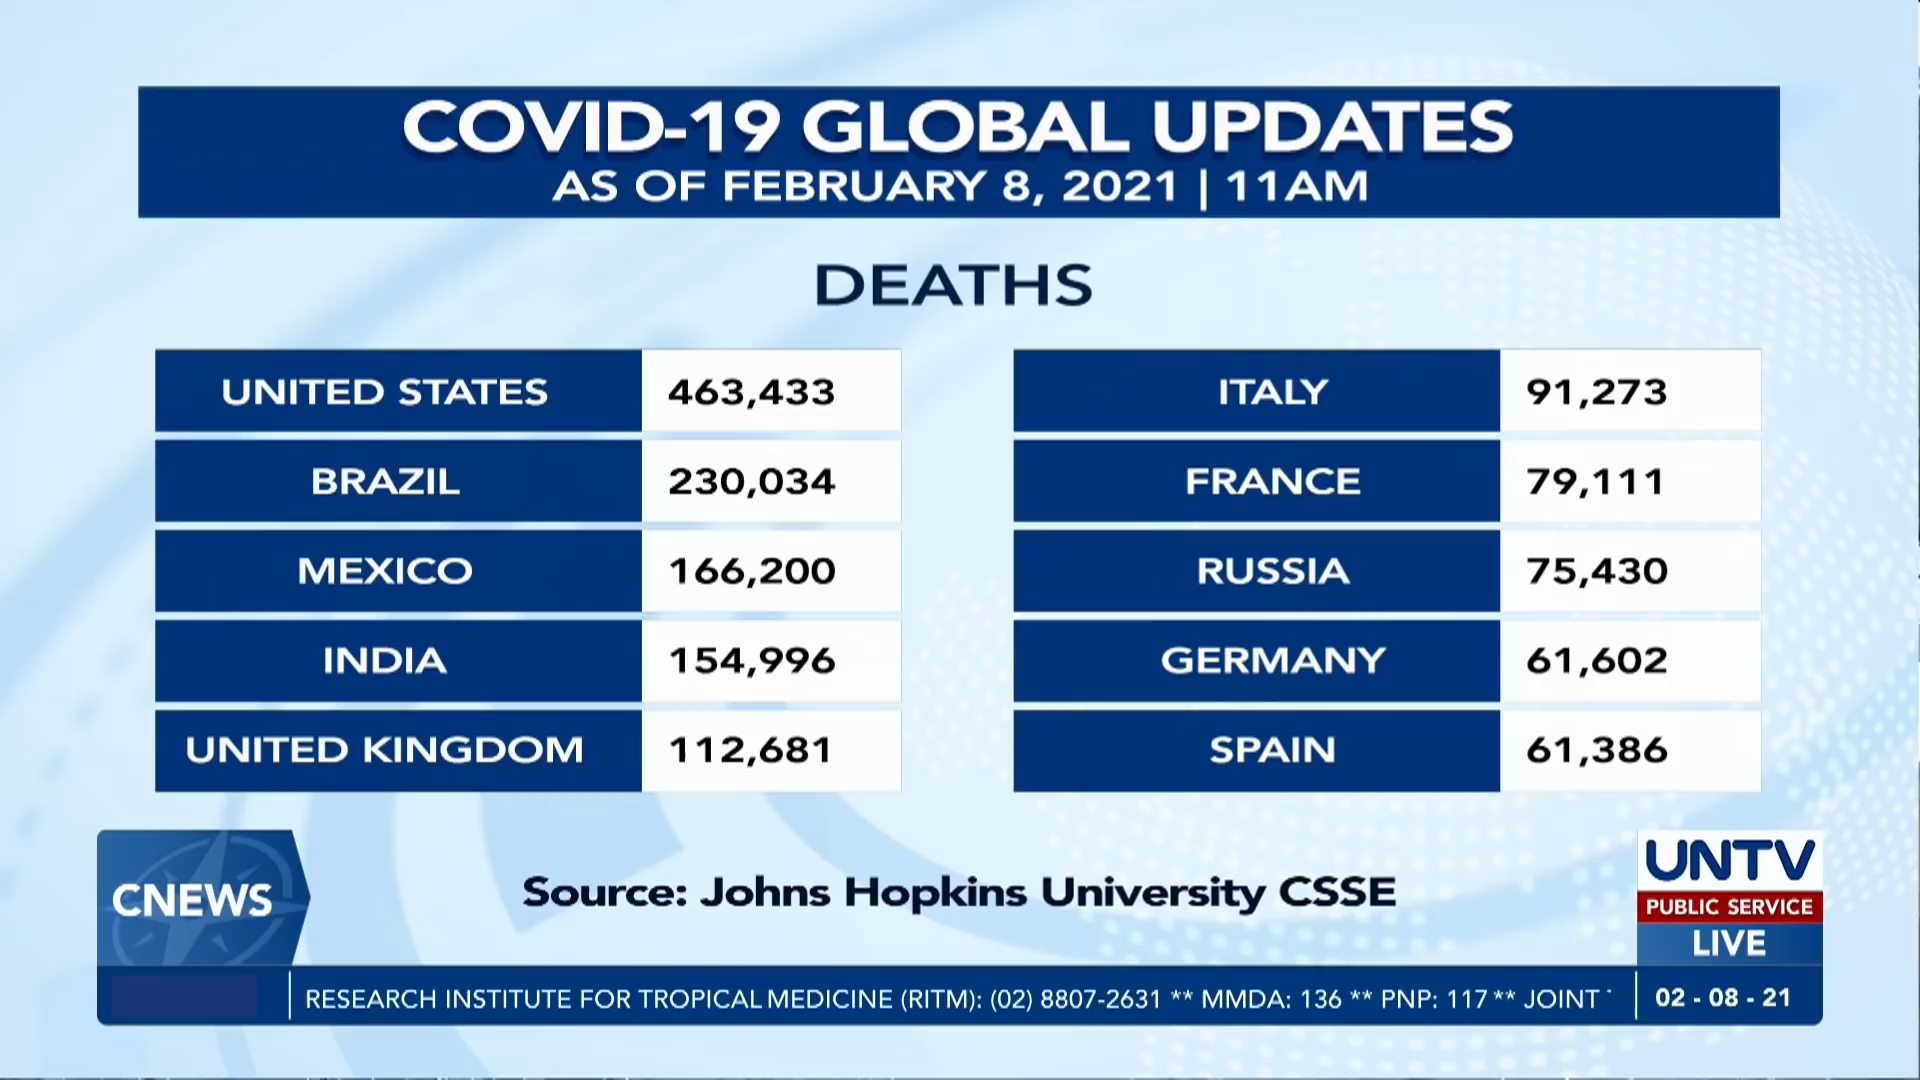 COVID-19 GLOBAL UPDATES
AS OF FEBRUARY 8, 2021 | 11AM
DEATHS
UNITED STATES 463,433
BRAZIL 230,034
MEXICO 166,200
INDIA 154,996
UNITED KINGDOM 112,681
ITALY 91,273
FRANCE 79,111
RUSSIA 75,430
GERMANY 61,602
SPAIN 61,386
CNEWS
Source: Johns Hopkins University CSSE
UNTV
PUBLIC SERVICE
LIVE
RESEARCH INSTITUTE FOR TROPICAL MEDICINE (RITM): (02) 8807-2631 ** MMDA: 136 ** PNP: 117 ** JOINT
02 - 08 - 21